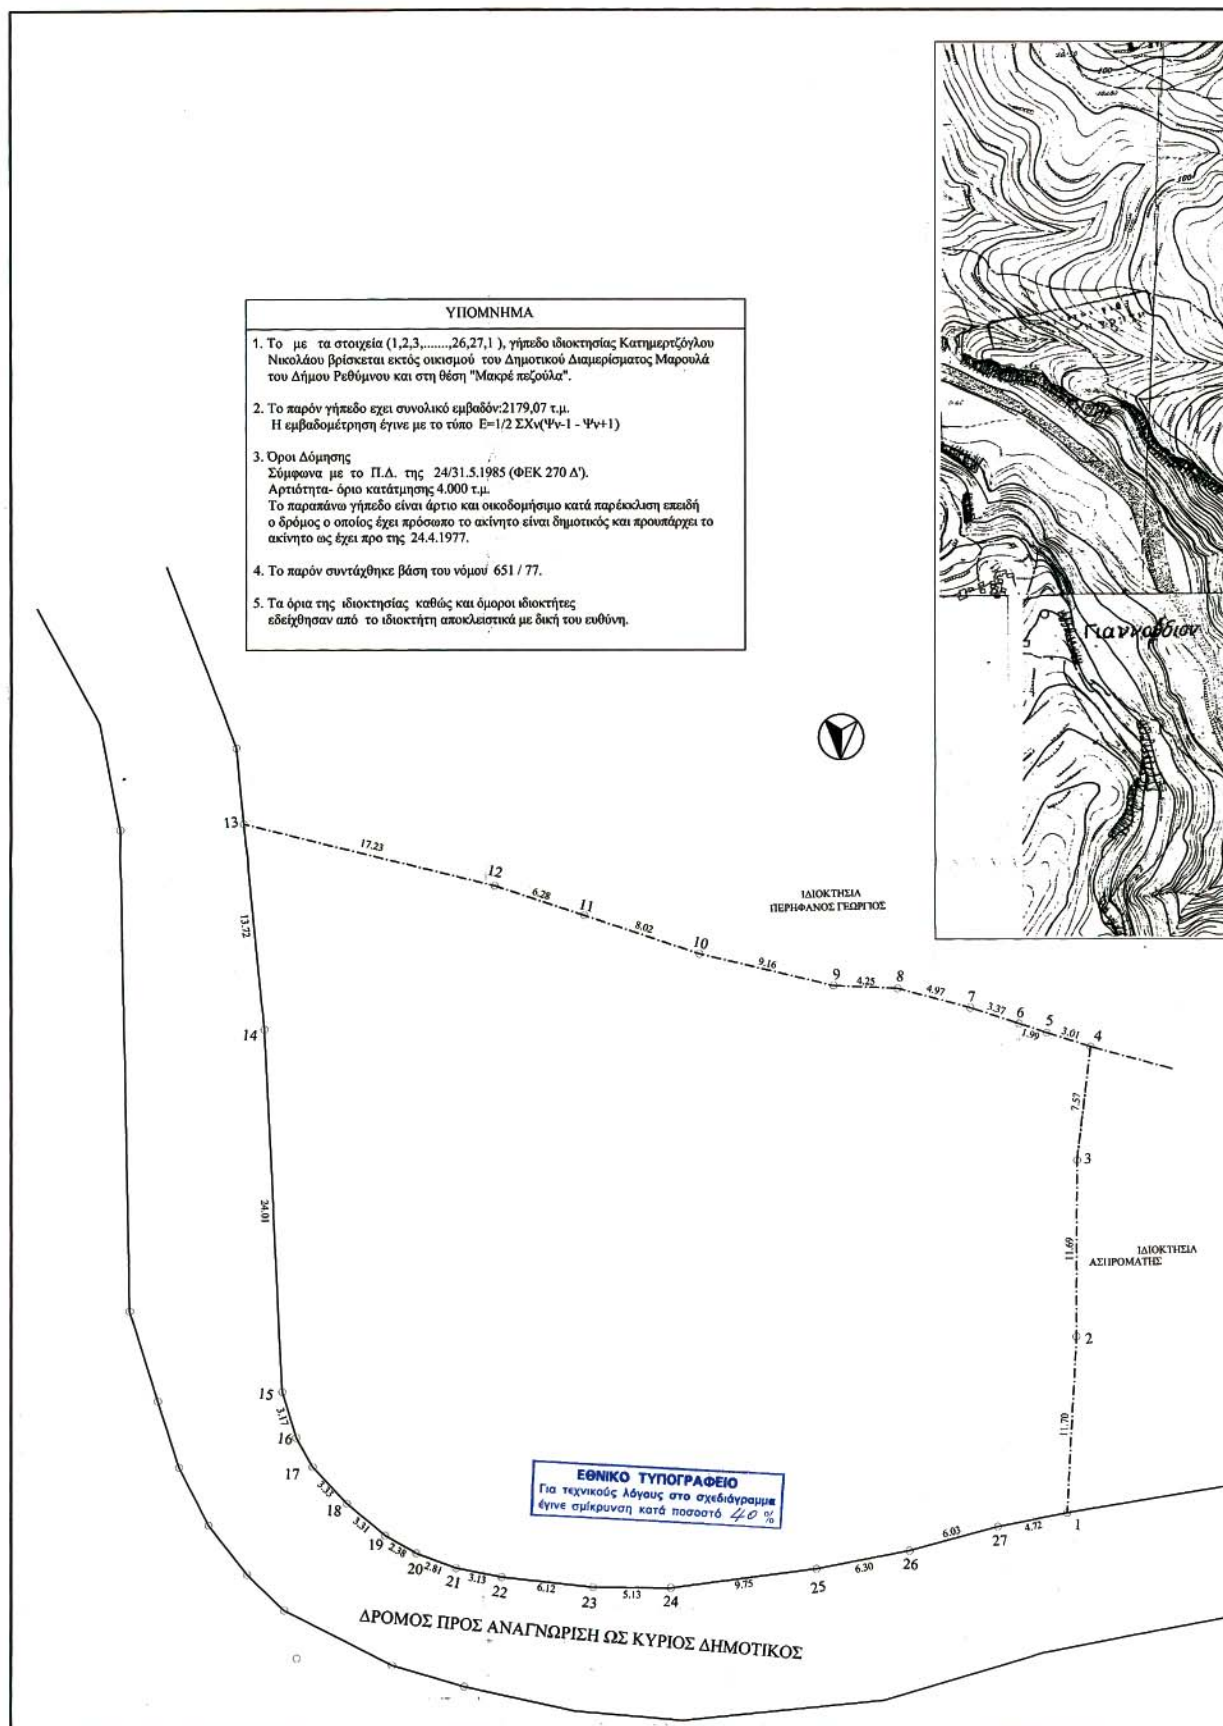 ΥΠΟΜΝΗΜΑ
1. Το με τα στοιχεία (1,2,3,.......,26,27,1 ), γήπεδο ιδιοκτησίας Κατημερτζόγλου
Νικολάου βρίσκεται εκτός οικισμού του Δημοτικού Διαμερίσματος Μαρουλά
του Δήμου Ρεθύμνου και στη θέση "Μακρέ πεζούλα".
2. Το παρόν γήπεδο εχει συνολικό εμβαδόν:2179,07 τ.μ.
Η εμβαδομέτρηση έγινε με το τύπο Ε=1/2 ΣΧν(Ψν-1 - Ψν+1)
3. Όροι Δόμησης
Σύμφωνα με το Π.Δ. της 24/31.5.1985 (ΦΕΚ 270 Δ').
Αρτιότητα- όριο κατάτμησης 4.000 τ.μ.
Το παραπάνω γήπεδο είναι άρτιο και οικοδομήσιμο κατά παρέκκλιση επειδή
ο δρόμος ο οποίος έχει πρόσωπο το ακίνητο είναι δημοτικός και προυπάρχει το
ακίνητο ως έχει προ της 24.4.1977.
4. Το παρόν συντάχθηκε βάση του νόμου 651 / 77.
5. Τα όρια της ιδιοκτησίας καθώς και όμοροι ιδιοκτήτες
εδείχθησαν από το ιδιοκτήτη αποκλειστικά με δική του ευθύνη.
100
100
Γιαννούδιον
13
17.23
12
6.28
11
8.02
10
9.16
9
4.25
8
4.97
7
3.37
6
1.99
5
3.01
4
ΙΔΙΟΚΤΗΣΙΑ
ΠΕΡΗΦΑΝΟΣ ΓΕΩΡΓΙΟΣ
13.72
14
7.57
3
24.01
11.69
ΙΔΙΟΚΤΗΣΙΑ
ΑΣΠΡΟΜΑΤΗΣ
2
15
3.17
16
17
3.33
18
3.31
19
2.38
20
2.81
21
3.13
22
6.12
23
5.13
24
9.75
25
6.30
26
6.03
27
4.72
1
11.70
ΕΘΝΙΚΟ ΤΥΠΟΓΡΑΦΕΙΟ
Για τεχνικούς λόγους στο σχεδιάγραμμα
έγινε σμίκρυνση κατά ποσοστό 40 %
ΔΡΟΜΟΣ ΠΡΟΣ ΑΝΑΓΝΩΡΙΣΗ ΩΣ ΚΥΡΙΟΣ ΔΗΜΟΤΙΚΟΣ